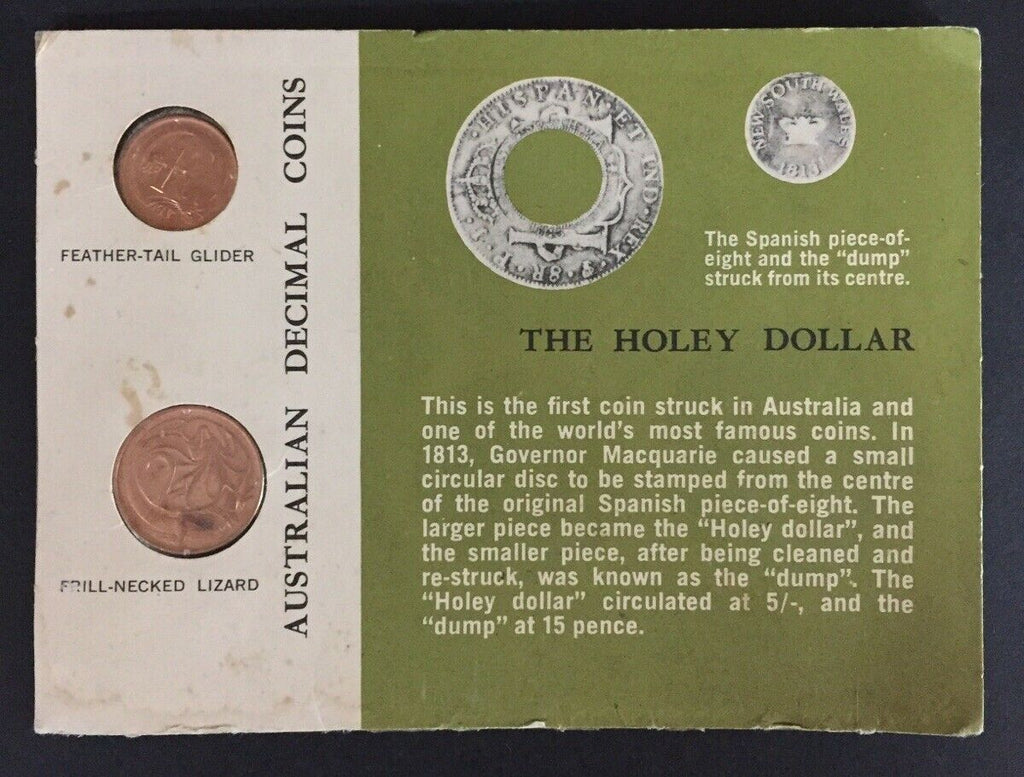 FEATHER-TAIL GLIDER
FRILL-NECKED LIZARD
AUSTRALIAN DECIMAL COINS
HISPAN·ET IND·REX
8R
NEW SOUTH WALES
1813
The Spanish piece-of-
eight and the “dump”
struck from its centre.
THE HOLEY DOLLAR
This is the first coin struck in Australia and
one of the world's most famous coins. In
1813, Governor Macquarie caused a small
circular disc to be stamped from the centre
of the original Spanish piece-of-eight. The
larger piece became the “Holey dollar”, and
the smaller piece, after being cleaned and
re-struck, was known as the “dump”. The
“Holey dollar” circulated at 5/-, and the
“dump” at 15 pence.